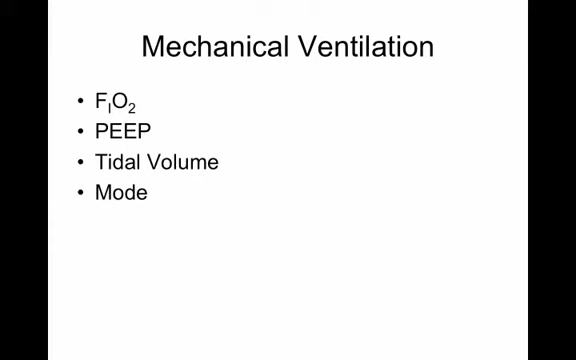 Mechanical Ventilation
• FIO2
• PEEP
• Tidal Volume
• Mode